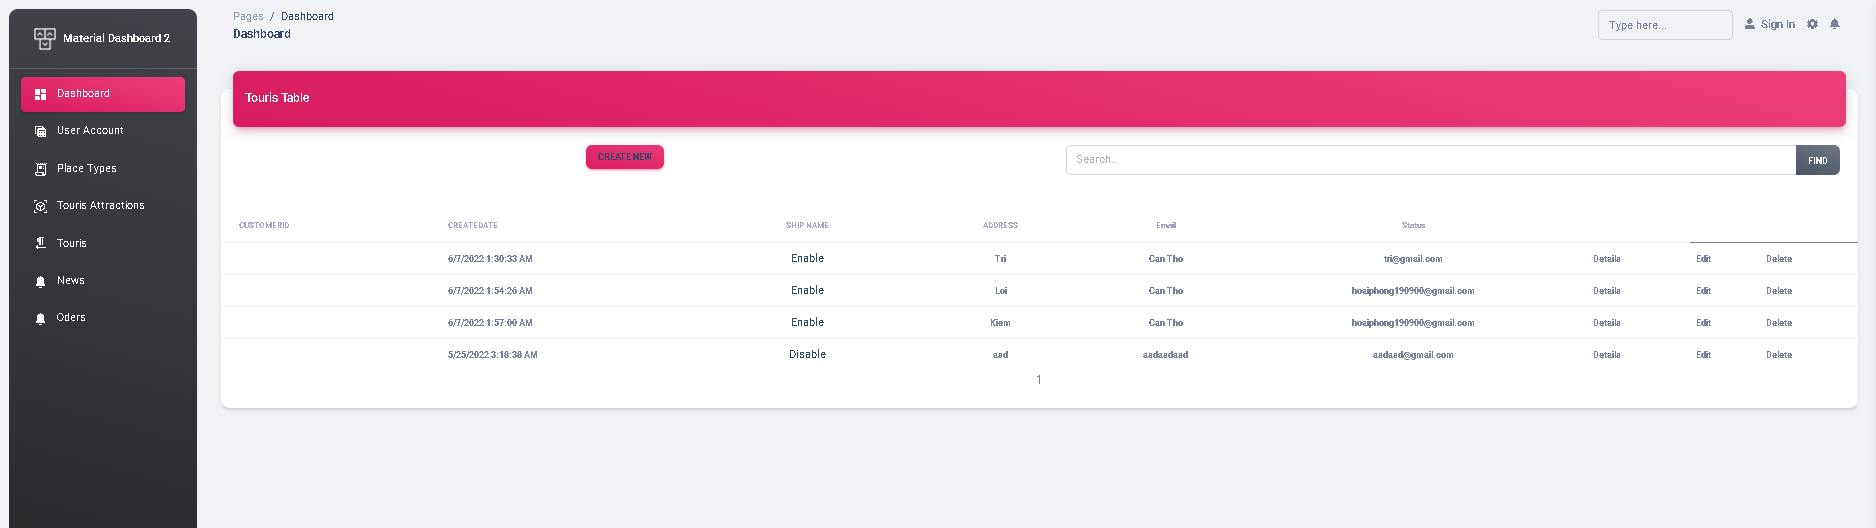 Material Dashboard 2
Dashboard
User Account
Place Types
Touris Attractions
Touris
News
Oders
Pages / Dashboard
Dashboard
Type here...
Sign In
Touris Table
CREATE NEW
Search..
FIND
CUSTOMERID CREATEDATE SHIP NAME ADDRESS Email Status
6/7/2022 1:30:33 AM Enable Tri Can Tho tri@gmail.com Details Edit Delete
6/7/2022 1:54:26 AM Enable Loi Can Tho hoaiphong190900@gmail.com Details Edit Delete
6/7/2022 1:57:00 AM Enable Kiem Can Tho hoaiphong190900@gmail.com Details Edit Delete
5/25/2022 3:18:38 AM Disable asd asdasdasd asdasd@gmail.com Details Edit Delete
1